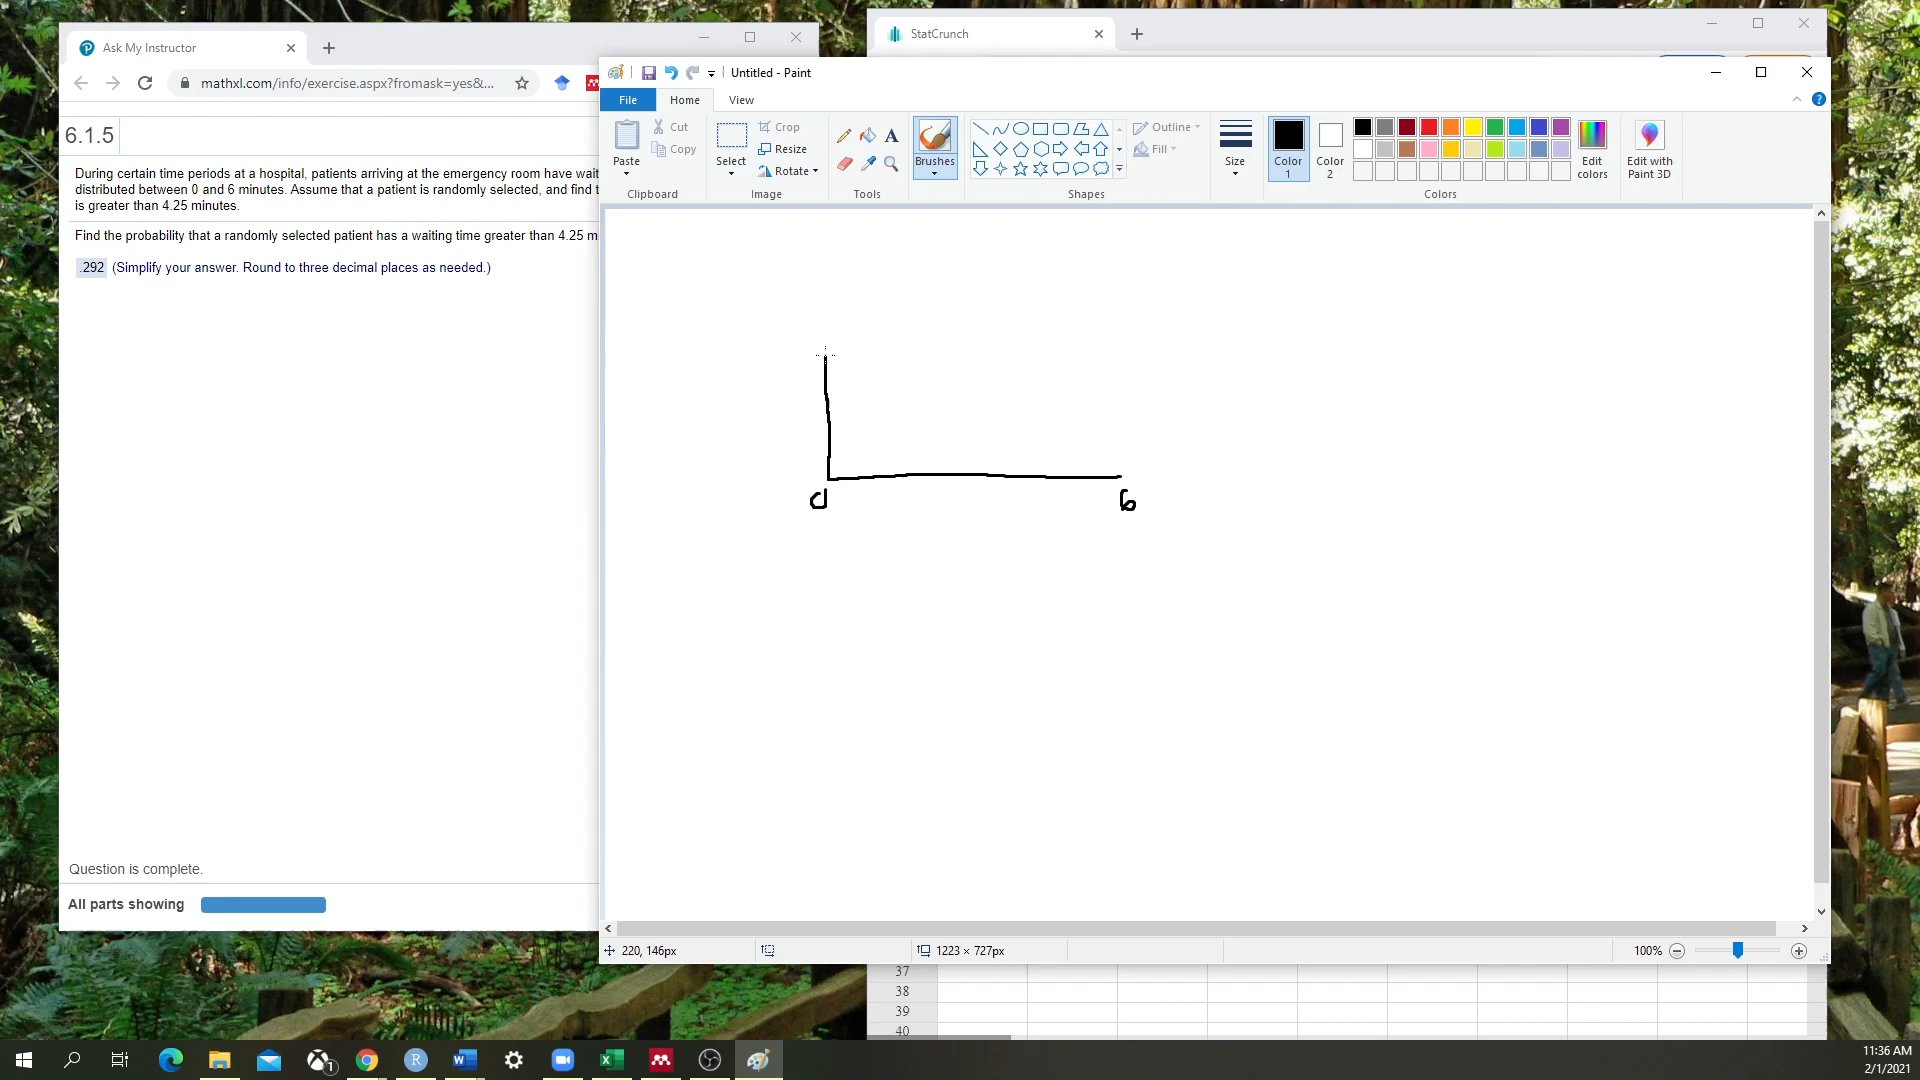 Ask My Instructor
StatCrunch
mathxl.com/info/exercise.aspx?fromask=yes&...
Untitled - Paint
File
Home
View
6.1.5
Paste
Cut
Copy
Clipboard
Select
Crop
Resize
Rotate
Image
Tools
Brushes
Shapes
Outline
Fill
Size
Color 1
Color 2
Edit colors
Edit with Paint 3D
Colors
During certain time periods at a hospital, patients arriving at the emergency room have wait
distributed between 0 and 6 minutes. Assume that a patient is randomly selected, and find t
is greater than 4.25 minutes.
Find the probability that a randomly selected patient has a waiting time greater than 4.25 m
.292 (Simplify your answer. Round to three decimal places as needed.)
0
6
Question is complete.
All parts showing
220, 146px
1223 × 727px
100%
37
38
39
40
11:36 AM
2/1/2021